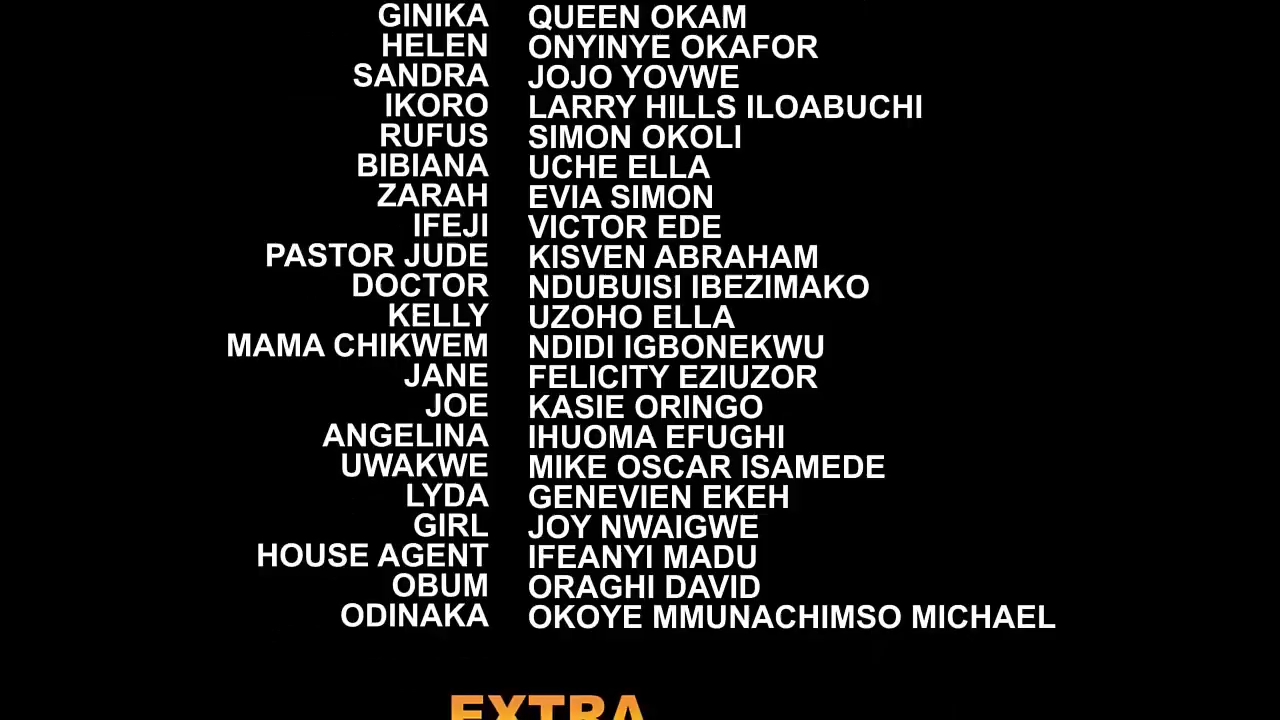 GINIKA QUEEN OKAM
HELEN ONYINYE OKAFOR
SANDRA JOJO YOVWE
IKORO LARRY HILLS ILOABUCHI
RUFUS SIMON OKOLI
BIBIANA UCHE ELLA
ZARAH EVIA SIMON
IFEJI VICTOR EDE
PASTOR JUDE KISVEN ABRAHAM
DOCTOR NDUBUISI IBEZIMAKO
KELLY UZOHO ELLA
MAMA CHIKWEM NDIDI IGBONEKWU
JANE FELICITY EZIUZOR
JOE KASIE ORINGO
ANGELINA IHUOMA EFUGHI
UWAKWE MIKE OSCAR ISAMEDE
LYDA GENEVIEN EKEH
GIRL JOY NWAIGWE
HOUSE AGENT IFEANYI MADU
OBUM ORAGHI DAVID
ODINAKA OKOYE MMUNACHIMSO MICHAEL
EXTRA